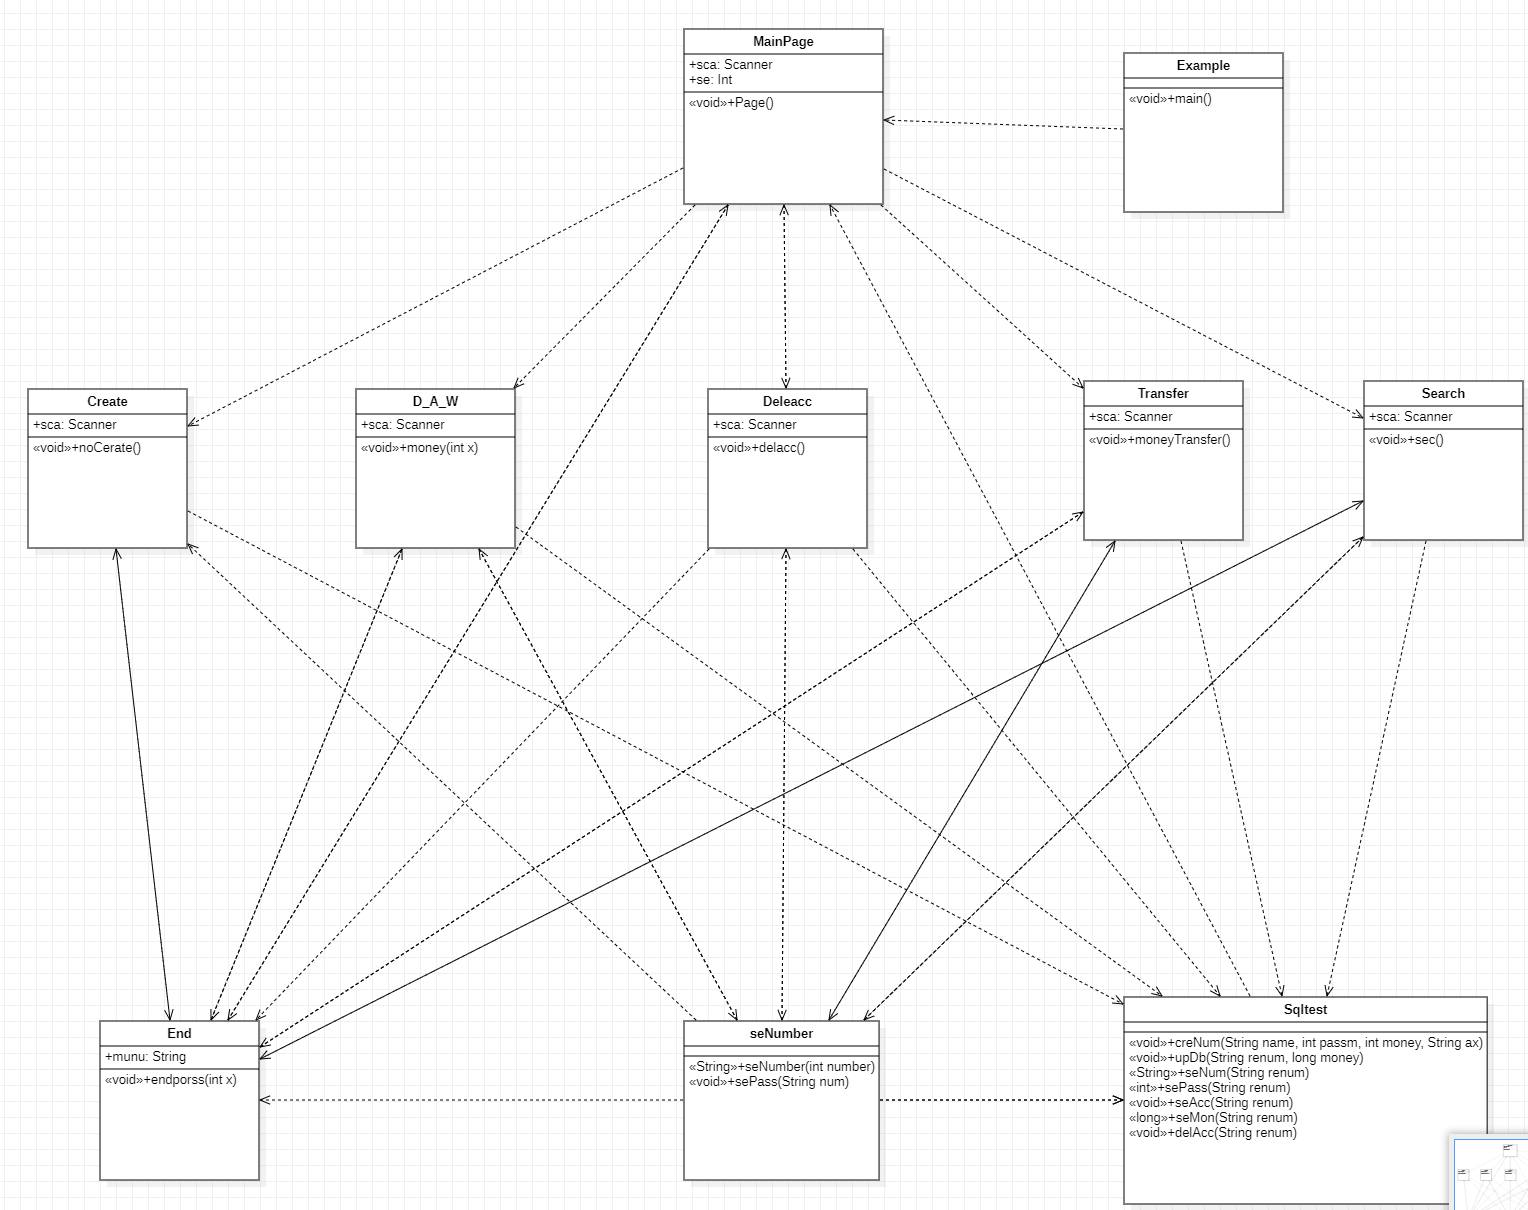 MainPage
+sca: Scanner
+se: Int
«void»+Page()
Example
«void»+main()
Create
+sca: Scanner
«void»+noCerate()
D_A_W
+sca: Scanner
«void»+money(int x)
Deleacc
+sca: Scanner
«void»+delacc()
Transfer
+sca: Scanner
«void»+moneyTransfer()
Search
+sca: Scanner
«void»+sec()
End
+munu: String
«void»+endporss(int x)
seNumber
«String»+seNumber(int number)
«void»+sePass(String num)
Sqltest
«void»+creNum(String name, int passm, int money, String ax)
«void»+upDb(String renum, long money)
«String»+seNum(String renum)
«int»+sePass(String renum)
«void»+seAcc(String renum)
«long»+seMon(String renum)
«void»+delAcc(String renum)